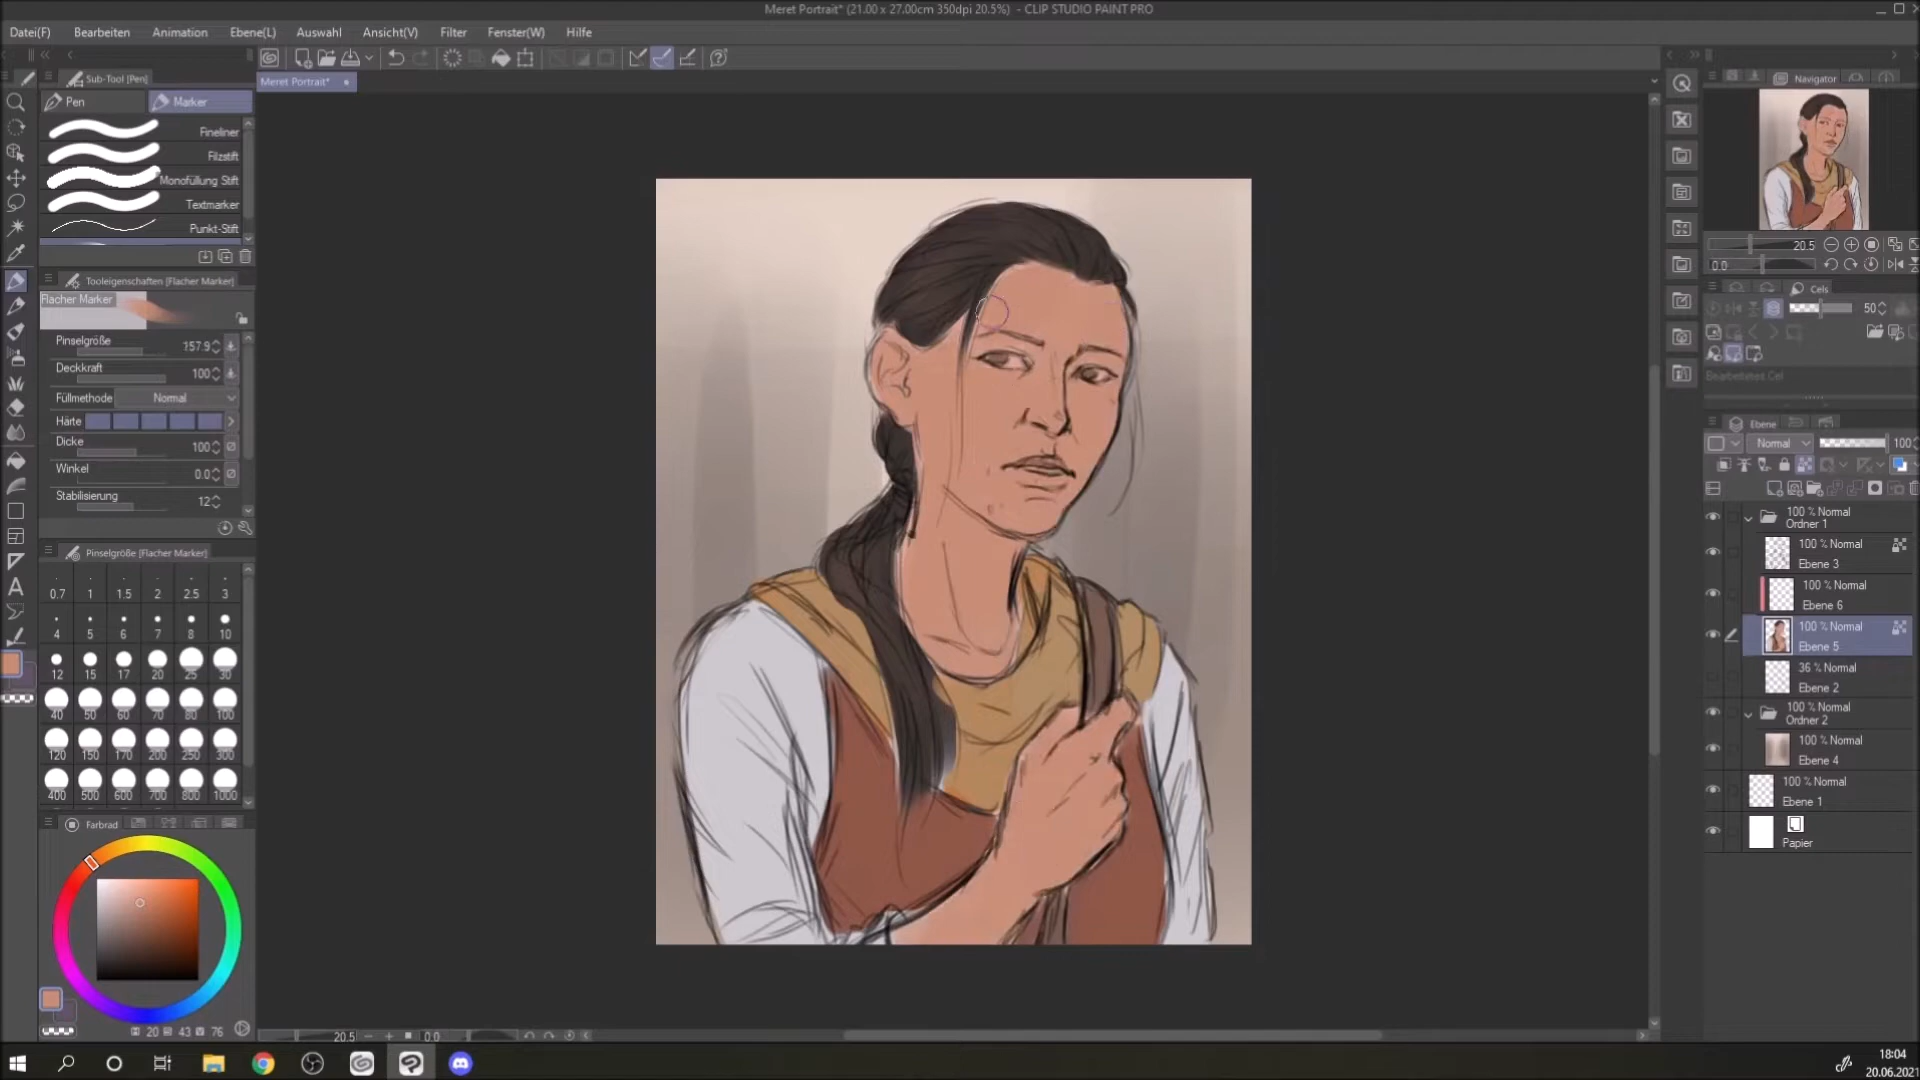 Meret Portrait* (21.00 x 27.00cm 350dpi 20.5%) - CLIP STUDIO PAINT PRO
Datei(F) Bearbeiten Animation Ebene(L) Auswahl Ansicht(V) Filter Fenster(W) Hilfe
Sub-Tool [Pen]
Meret Portrait*
Navigator
Pen Marker
Fineliner
Filzstift
Monofüllung Stift
Textmarker
Punkt-Stift
20.5
0.0
Tooleigenschaften [Flacher Marker]
Flacher Marker
Cels
50
Pinselgröße 157.9
Deckkraft 100
Füllmethode Normal
Härte
Dicke 100
Winkel 0.0
Stabilisierung 12
Bearbeitetes Cel
Ebene
Normal 100
100 % Normal
Ordner 1
100 % Normal
Ebene 3
100 % Normal
Ebene 6
100 % Normal
Ebene 5
36 % Normal
Ebene 2
100 % Normal
Ordner 2
100 % Normal
Ebene 4
100 % Normal
Ebene 1
Papier
Pinselgröße [Flacher Marker]
0.7 1 1.5 2 2.5 3
4 5 6 7 8 10
12 15 17 20 25 30
40 50 60 70 80 100
120 150 170 200 250 300
400 500 600 700 800 1000
Farbrad
20 43 76
20.5 0.0
18:04
20.06.2021